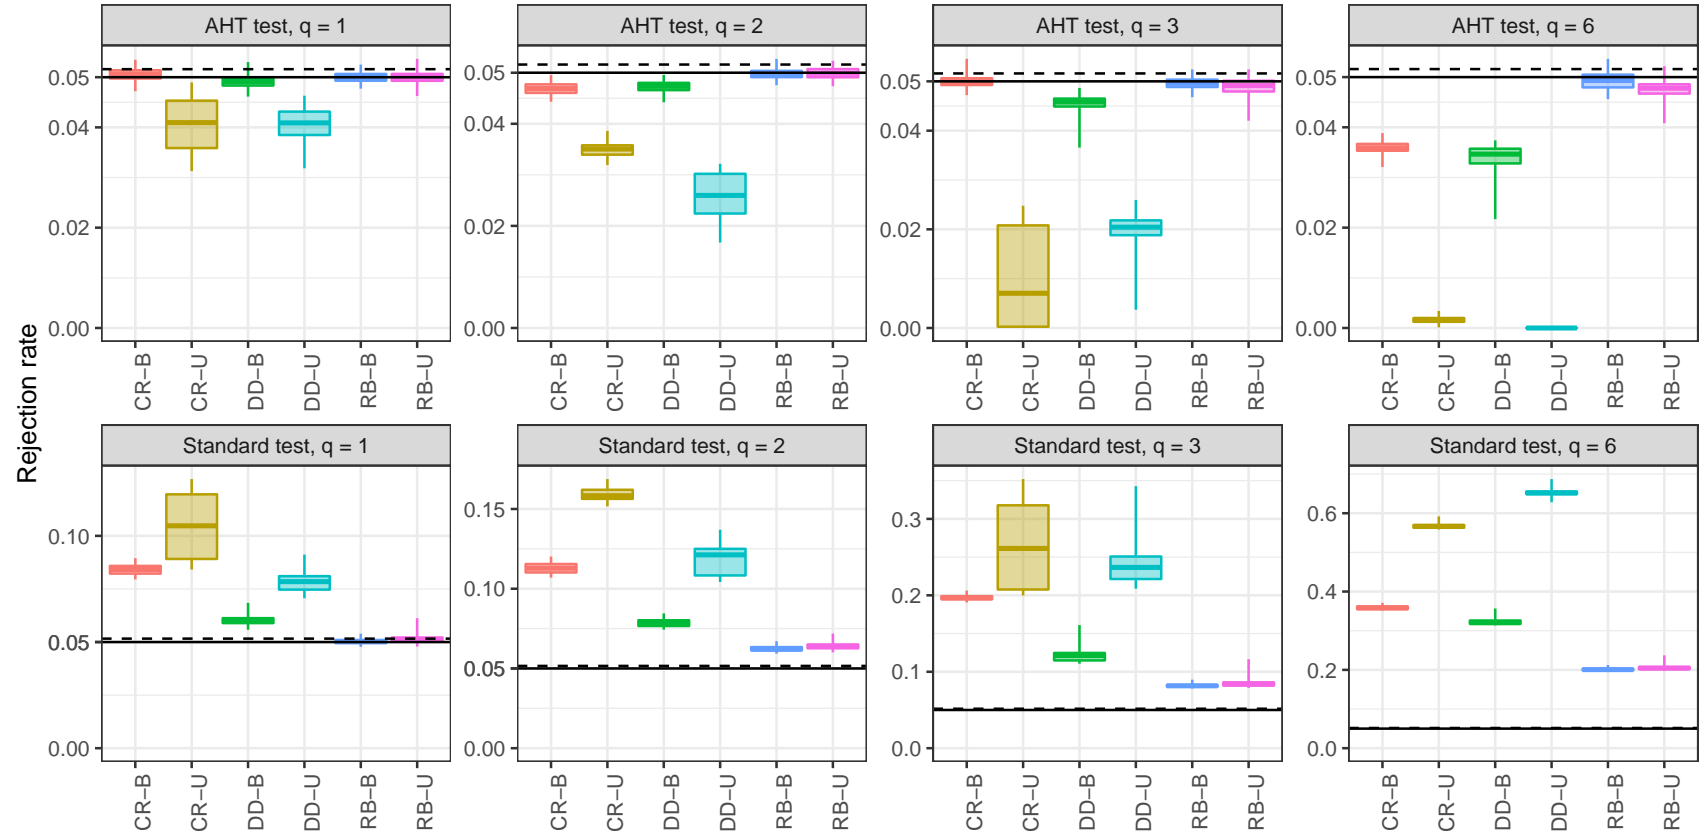 Rejection rate
AHT test, q = 1
0.05
0.04
0.02
0.00
CR−B
CR−U
DD−B
DD−U
RB−B
RB−U
AHT test, q = 2
0.05
0.04
0.02
0.00
CR−B
CR−U
DD−B
DD−U
RB−B
RB−U
AHT test, q = 3
0.05
0.04
0.02
0.00
CR−B
CR−U
DD−B
DD−U
RB−B
RB−U
AHT test, q = 6
0.05
0.04
0.02
0.00
CR−B
CR−U
DD−B
DD−U
RB−B
RB−U
Standard test, q = 1
0.10
0.05
0.00
CR−B
CR−U
DD−B
DD−U
RB−B
RB−U
Standard test, q = 2
0.15
0.10
0.05
0.00
CR−B
CR−U
DD−B
DD−U
RB−B
RB−U
Standard test, q = 3
0.3
0.2
0.1
0.0
CR−B
CR−U
DD−B
DD−U
RB−B
RB−U
Standard test, q = 6
0.6
0.4
0.2
0.0
CR−B
CR−U
DD−B
DD−U
RB−B
RB−U